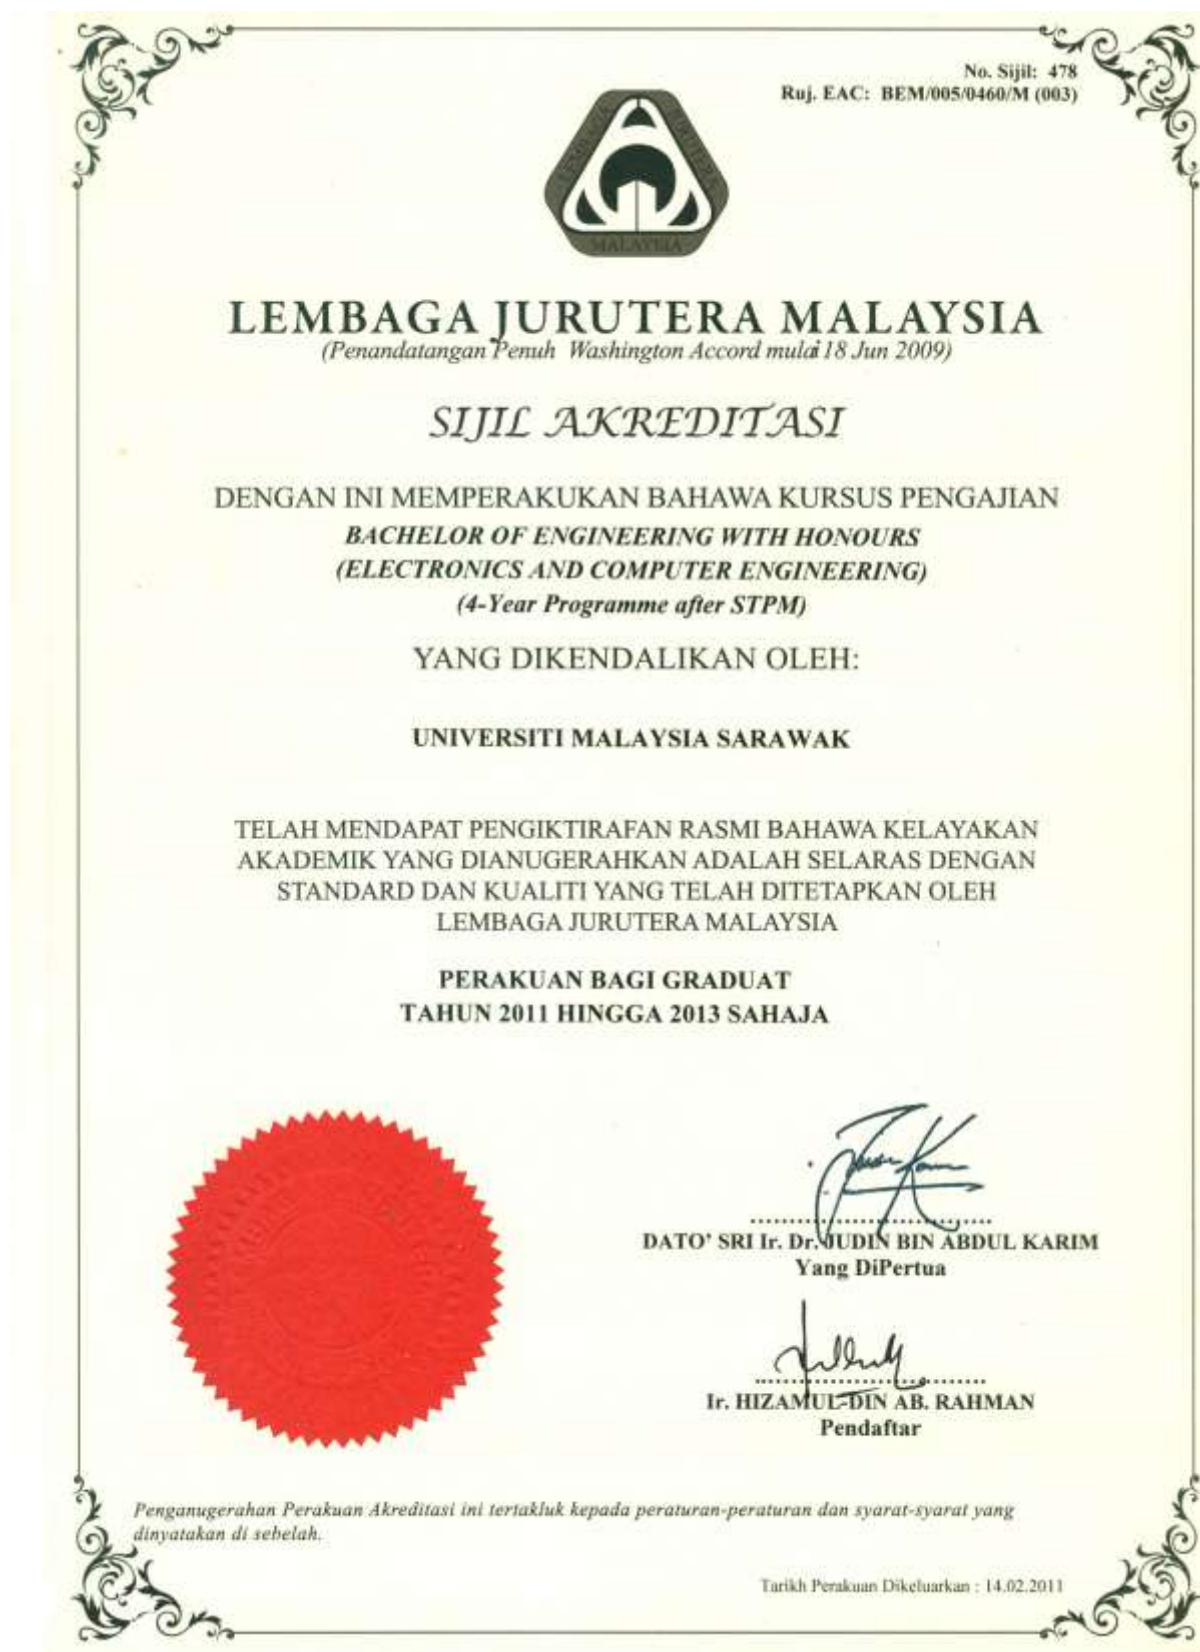 No. Sijil: 478
Ruj. EAC: BEM/005/0460/M (003)
LEMBAGA JURUTERA
MALAYSIA
LEMBAGA JURUTERA MALAYSIA
(Penandatangan Penuh Washington Accord mulai 18 Jun 2009)
SIJIL AKREDITASI
DENGAN INI MEMPERAKUKAN BAHAWA KURSUS PENGAJIAN
BACHELOR OF ENGINEERING WITH HONOURS
(ELECTRONICS AND COMPUTER ENGINEERING)
(4-Year Programme after STPM)
YANG DIKENDALIKAN OLEH:
UNIVERSITI MALAYSIA SARAWAK
TELAH MENDAPAT PENGIKTIRAFAN RASMI BAHAWA KELAYAKAN
AKADEMIK YANG DIANUGERAHKAN ADALAH SELARAS DENGAN
STANDARD DAN KUALITI YANG TELAH DITETAPKAN OLEH
LEMBAGA JURUTERA MALAYSIA
PERAKUAN BAGI GRADUAT
TAHUN 2011 HINGGA 2013 SAHAJA
DATO' SRI Ir. Dr. JUDIN BIN ABDUL KARIM
Yang DiPertua
Ir. HIZAMUL-DIN AB. RAHMAN
Pendaftar
Penganugerahan Perakuan Akreditasi ini tertakluk kepada peraturan-peraturan dan syarat-syarat yang
dinyatakan di sebelah.
Tarikh Perakuan Dikeluarkan : 14.02.2011